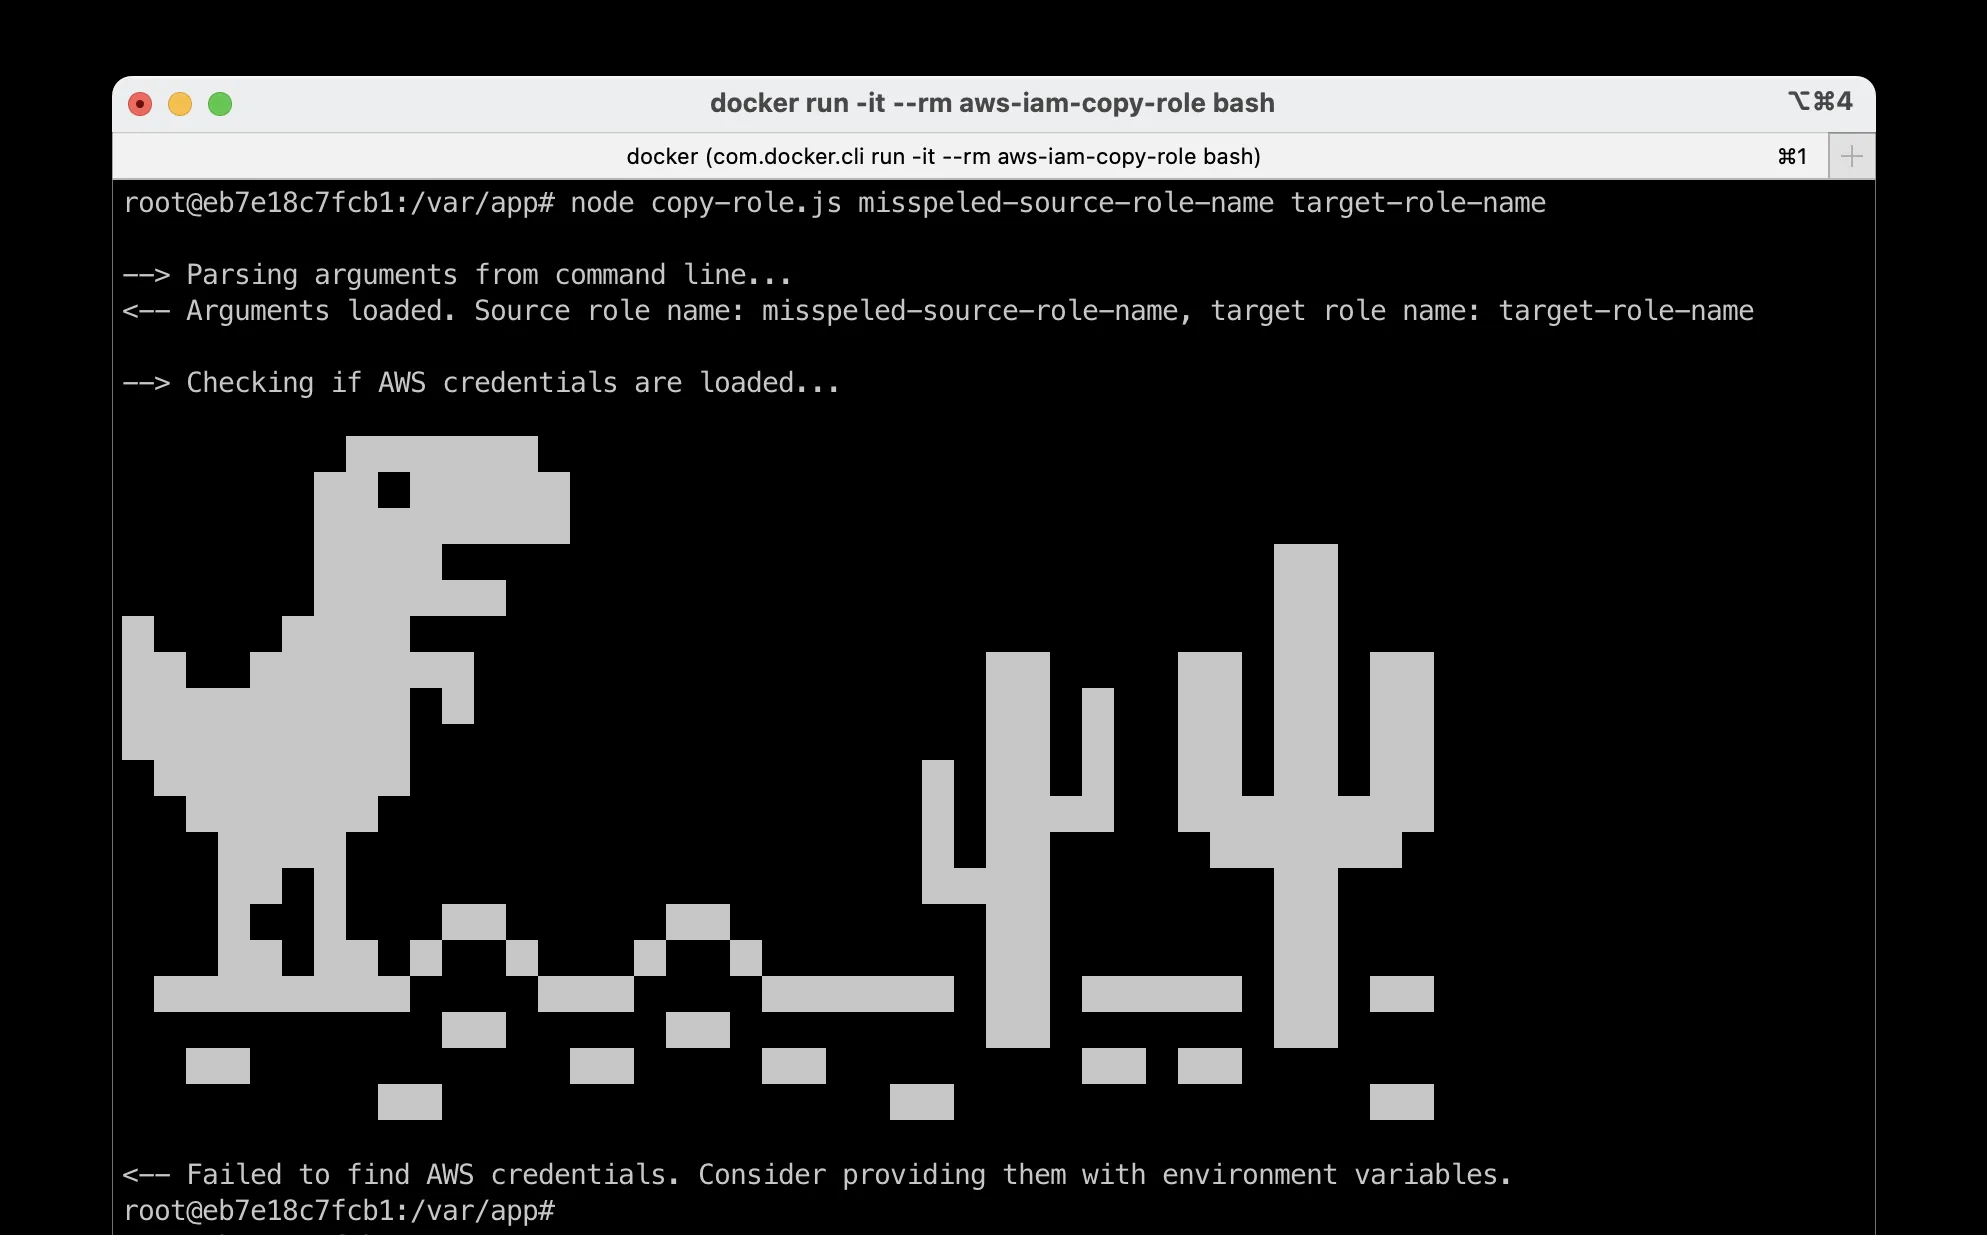 docker run -it --rm aws-iam-copy-role bash
⌥⌘4
docker (com.docker.cli run -it --rm aws-iam-copy-role bash)
⌘1
root@eb7e18c7fcb1:/var/app# node copy-role.js misspeled-source-role-name target-role-name
--> Parsing arguments from command line...
<-- Arguments loaded. Source role name: misspeled-source-role-name, target role name: target-role-name
--> Checking if AWS credentials are loaded...
<-- Failed to find AWS credentials. Consider providing them with environment variables.
root@eb7e18c7fcb1:/var/app#